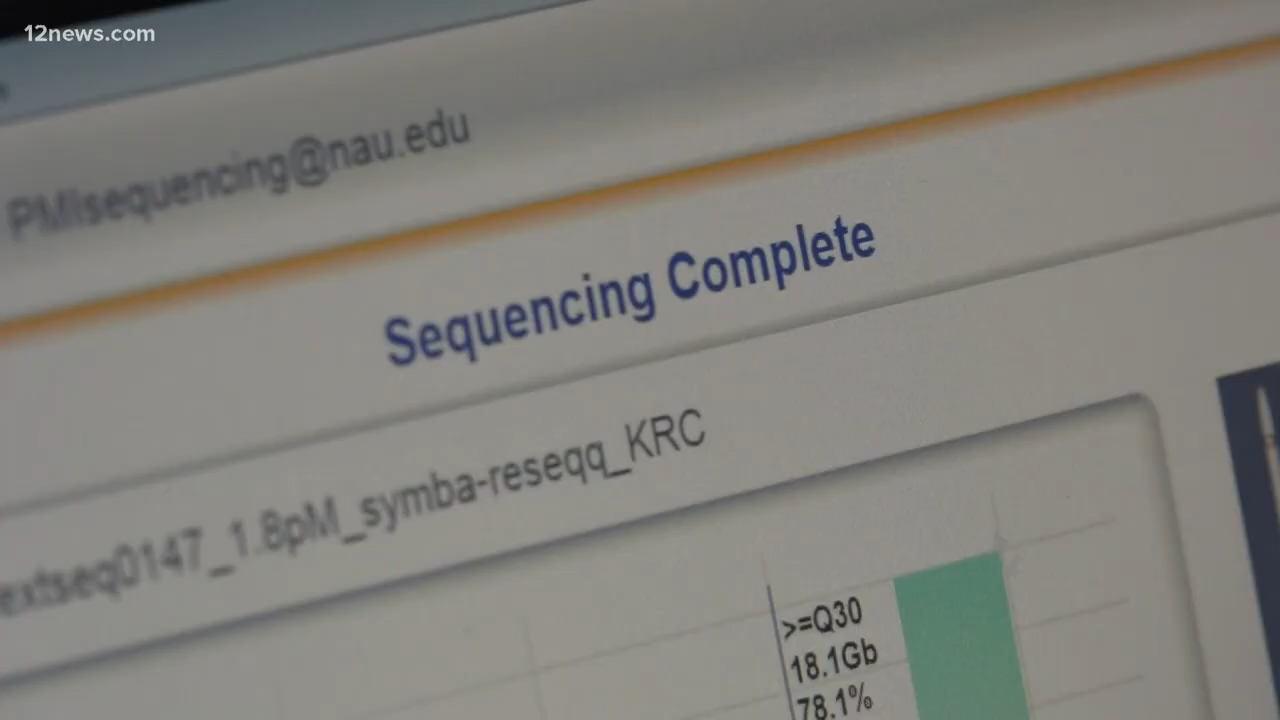 12news.com
PMIsequencing@nau.edu
Sequencing Complete
extseq0147_1.8pM_symba-reseqq_KRC
>=Q30
18.1Gb
78.1%